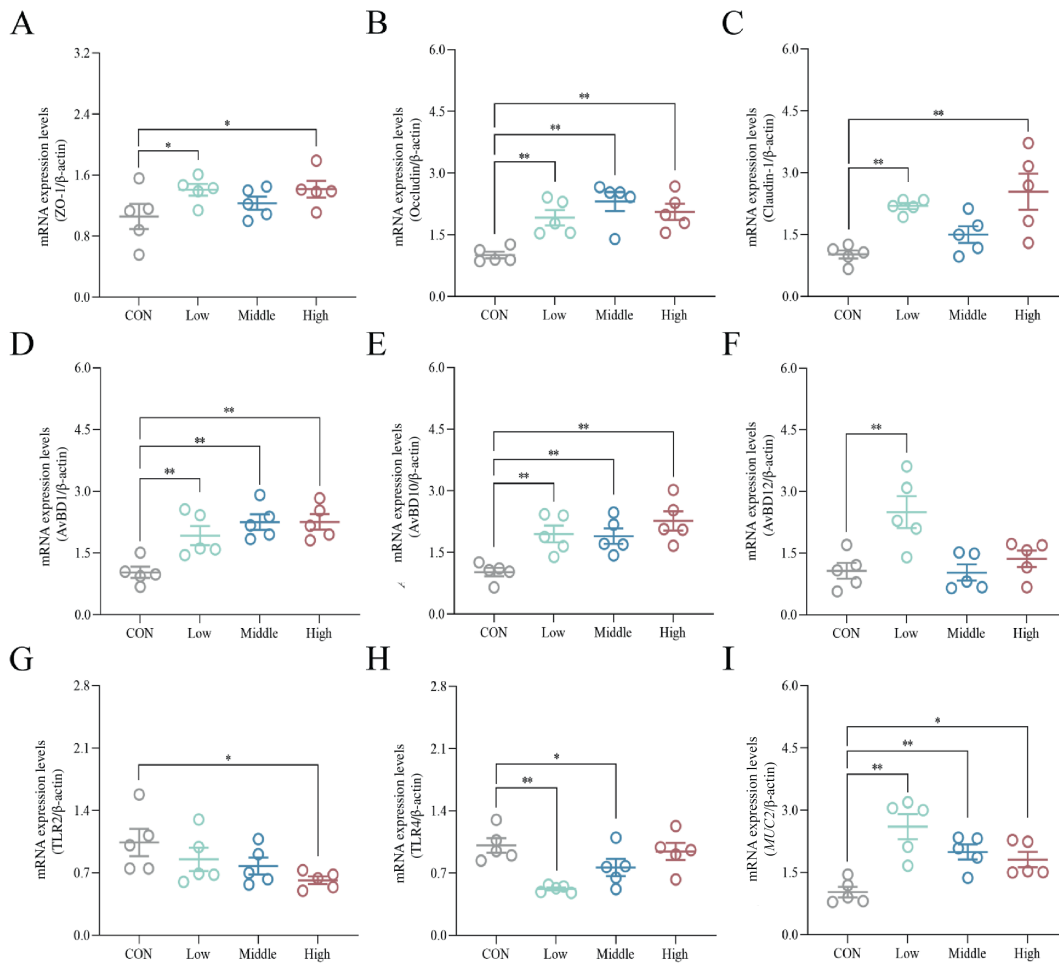 A
mRNA expression levels
(ZO-1/β-actin)
3.2
2.4
1.6
0.8
0.0
*
*
CON Low Middle High
B
mRNA expression levels
(Occludin/β-actin)
6.0
4.5
3.0
1.5
0.0
**
**
**
CON Low Middle High
C
mRNA expression levels
(Claudin-1/β-actin)
6.0
4.5
3.0
1.5
0.0
**
**
CON Low Middle High
D
mRNA expression levels
(AvBD1/β-actin)
6.0
4.5
3.0
1.5
0.0
**
**
**
CON Low Middle High
E
mRNA expression levels
(AvBD10/β-actin)
6.0
4.5
3.0
1.5
0.0
**
**
**
CON Low Middle High
F
mRNA expression levels
(AvBD12/β-actin)
6.0
4.5
3.0
1.5
0.0
**
CON Low Middle High
G
mRNA expression levels
(TLR2/β-actin)
2.8
2.1
1.4
0.7
0.0
*
CON Low Middle High
H
mRNA expression levels
(TLR4/β-actin)
2.8
2.1
1.4
0.7
0.0
*
**
CON Low Middle High
I
mRNA expression levels
(MUC2/β-actin)
6.0
4.5
3.0
1.5
0.0
*
**
**
CON Low Middle High